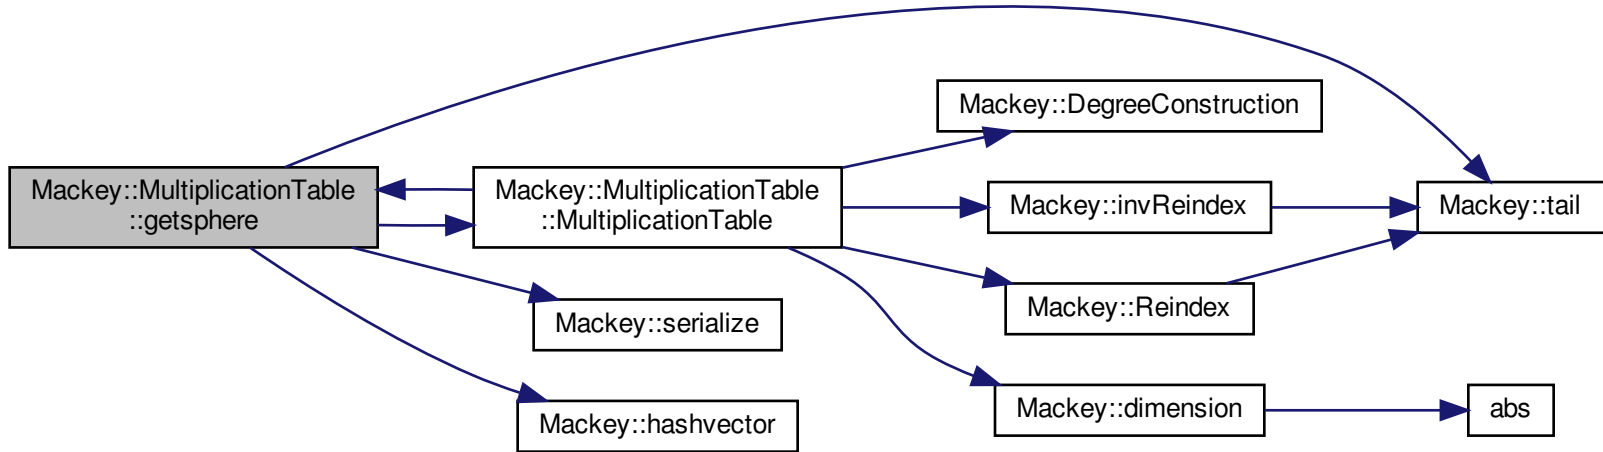 Mackey::MultiplicationTable
::getsphere
Mackey::MultiplicationTable
::MultiplicationTable
Mackey::DegreeConstruction
Mackey::invReindex
Mackey::tail
Mackey::Reindex
Mackey::serialize
Mackey::dimension
abs
Mackey::hashvector